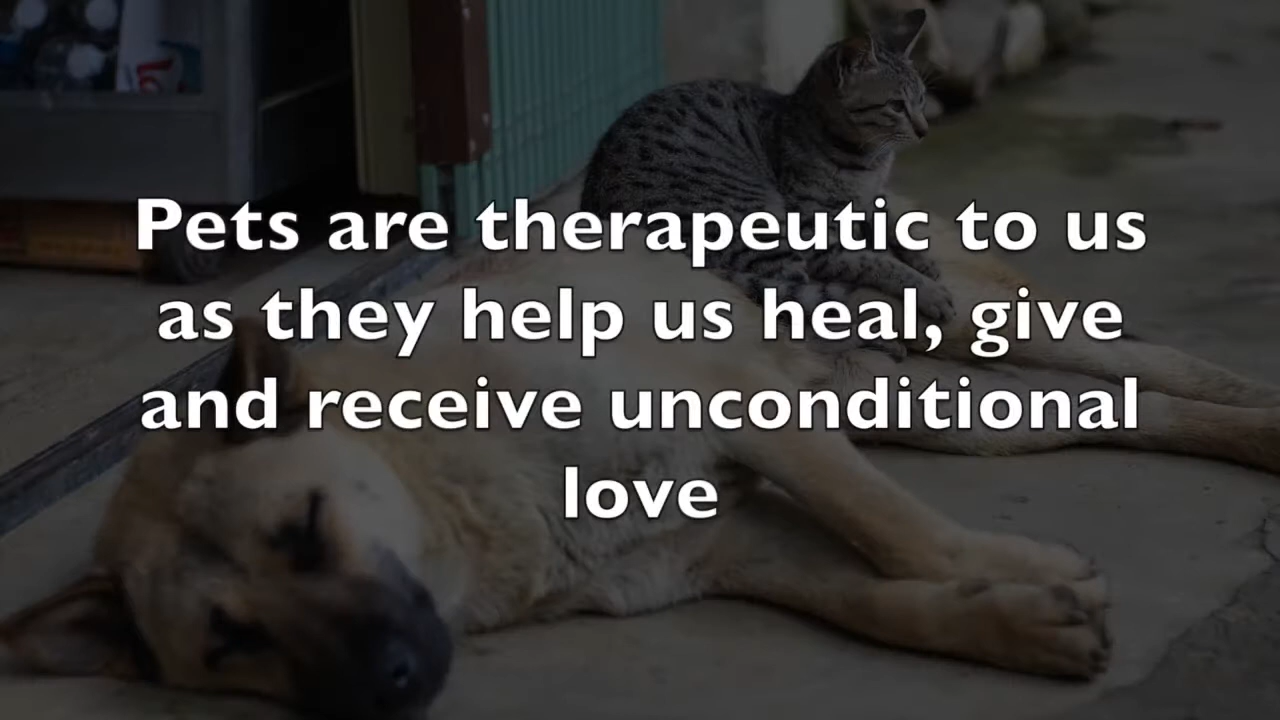 Pets are therapeutic to us
as they help us heal, give
and receive unconditional
love